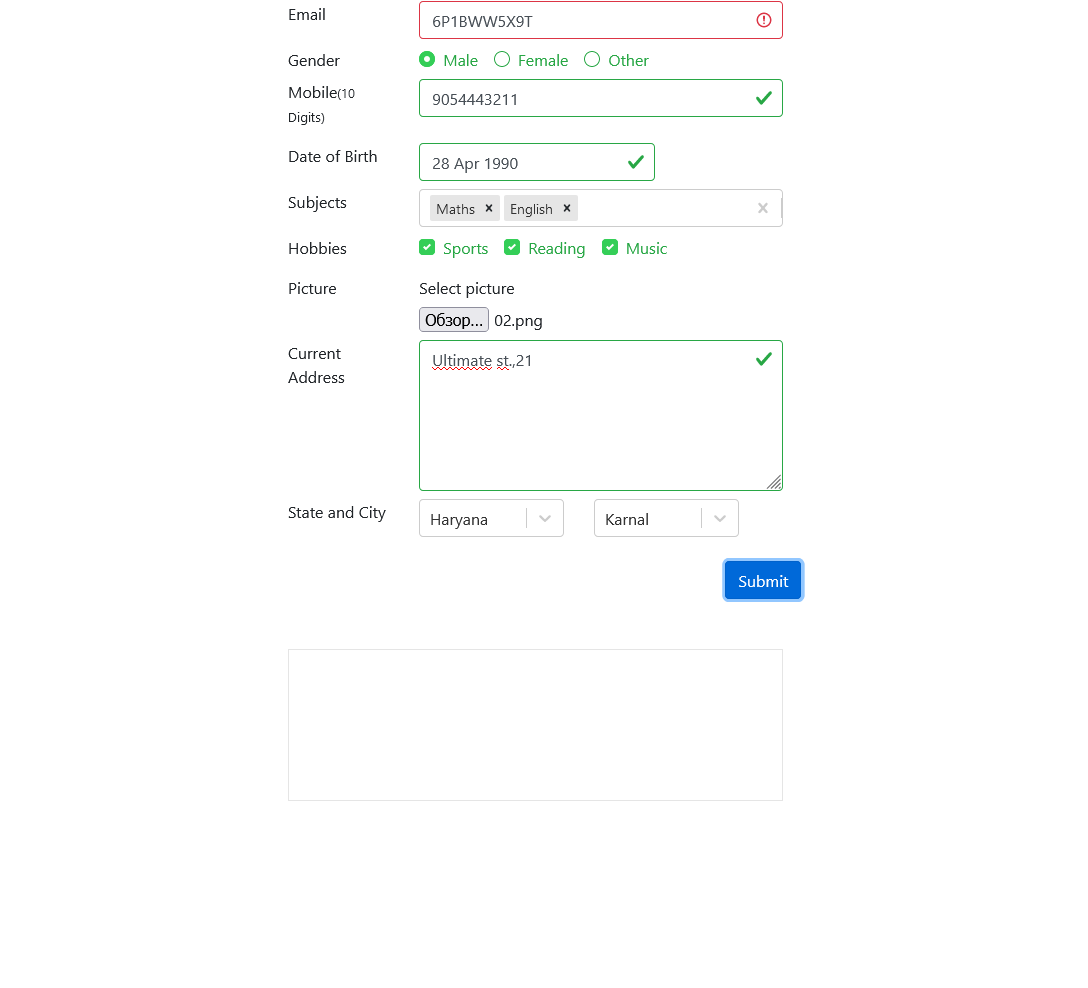 Email 6P1BWW5X9T
Gender Male Female Other
Mobile(10 Digits) 9054443211
Date of Birth 28 Apr 1990
Subjects Maths English
Hobbies Sports Reading Music
Picture Select picture
Обзор... 02.png
Current Address Ultimate st.,21
State and City Haryana Karnal
Submit